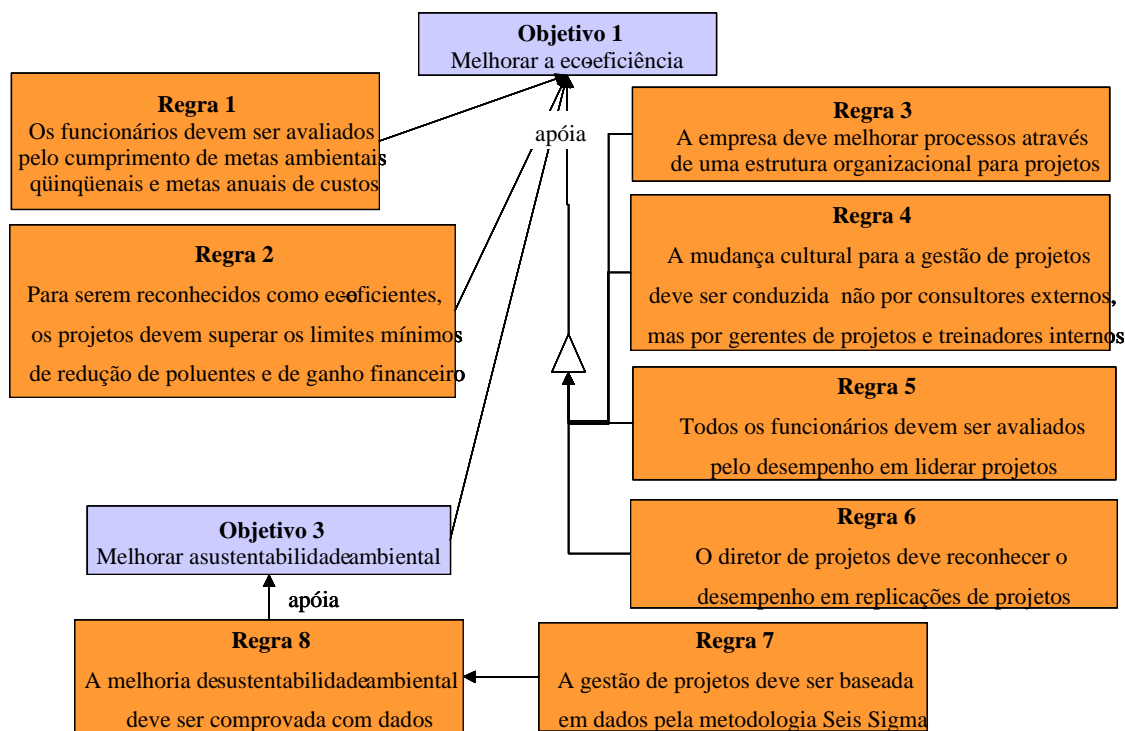 Objetivo 1
Melhorar a ecoeficiência
Regra 1
Os funcionários devem ser avaliados
pelo cumprimento de metas ambientais
qüinqüenais e metas anuais de custos
apóia
Regra 3
A empresa deve melhorar processos através
de uma estrutura organizacional para projetos
Regra 2
Para serem reconhecidos como ecoeficientes,
os projetos devem superar os limites mínimos
de redução de poluentes e de ganho financeiro
Regra 4
A mudança cultural para a gestão de projetos
deve ser conduzida não por consultores externos,
mas por gerentes de projetos e treinadores internos
Regra 5
Todos os funcionários devem ser avaliados
pelo desempenho em liderar projetos
Objetivo 3
Melhorar asustentabilidadeambiental
Regra 6
O diretor de projetos deve reconhecer o
desempenho em replicações de projetos
apóia
Regra 8
A melhoria desustentabilidadeambiental
deve ser comprovada com dados
Regra 7
A gestão de projetos deve ser baseada
em dados pela metodologia Seis Sigma